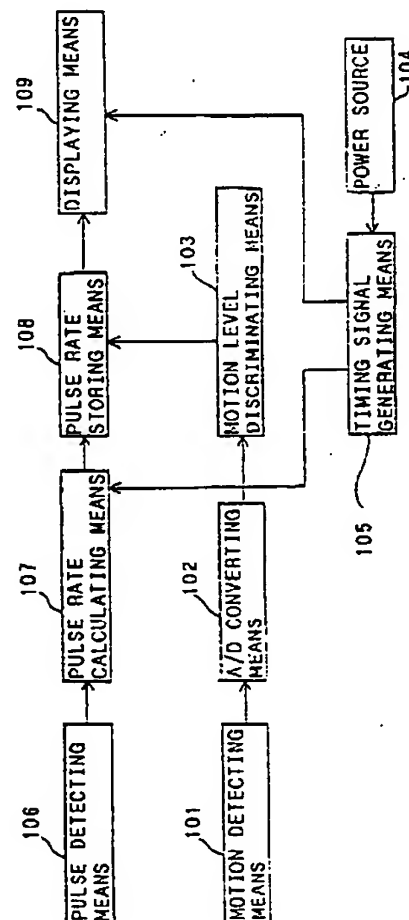 106
PULSE DETECTING
MEANS
107
PULSE RATE
CALCULATING MEANS
108
PULSE RATE
STORING MEANS
109
DISPLAYING MEANS
101
MOTION DETECTING
MEANS
102
A/D CONVERTING
MEANS
103
MOTION LEVEL
DISCRIMINATING MEANS
105
TIMING SIGNAL
GENERATING MEANS
POWER SOURCE
104